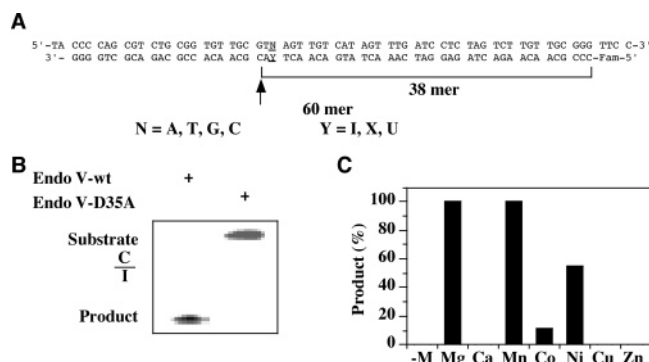 A
5'-TA CCCC CAG CGT CTG CGG TGT TGC GTN AGT TGT CAT AGT TTG ATC CTC TAG TCT TGT TGC GGG TTC C-3'
3'- GGGG GTC GCA GAC GCC ACA ACG CAY TCA ACA GTA TCA AAC TAG GAG ATC AGA ACA ACG CCC-Fam-5'
38 mer
60 mer
N = A, T, G, C Y = I, X, U
B
Endo V-wt +
Endo V-D35A +
Substrate
C
I
Product
C
Product (%)
100
80
60
40
20
0
-M Mg Ca Mn Co Ni Cu Zn